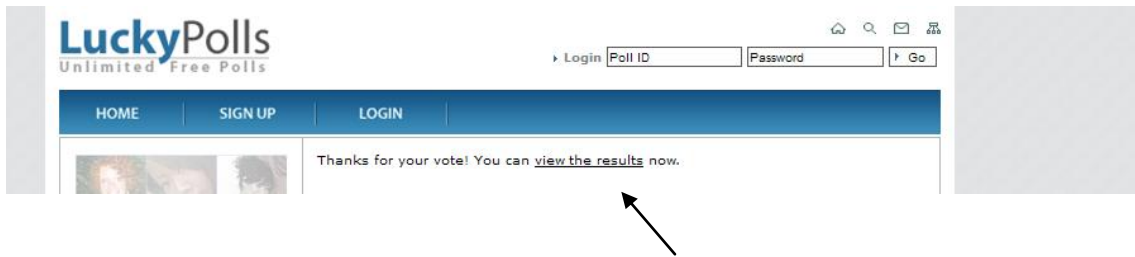 LuckyPolls
Unlimited Free Polls
Login Poll ID Password Go
HOME SIGN UP LOGIN
Thanks for your vote! You can view the results now.